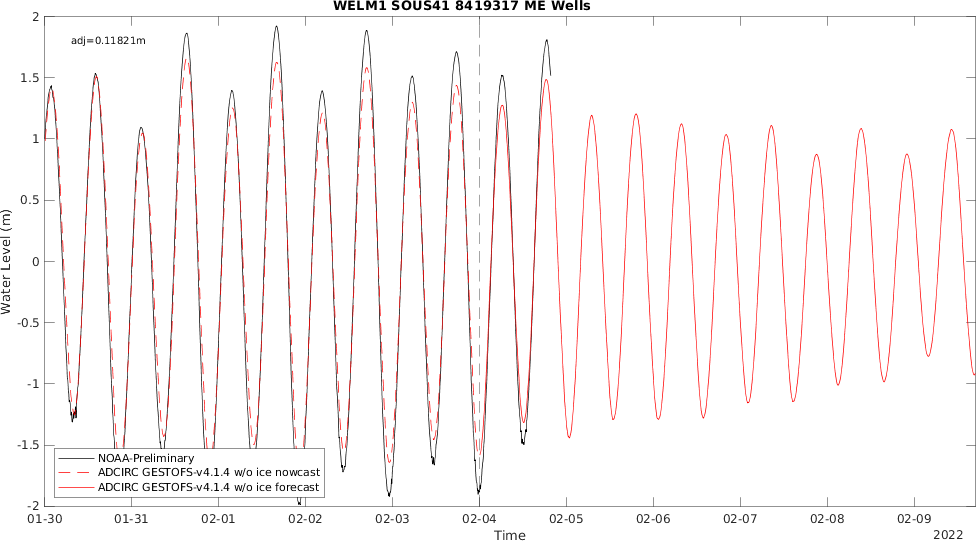 WELM1 SOUS41 8419317 ME Wells
adj=0.11821m
2
1.5
1
0.5
0
-0.5
-1
-1.5
-2
Water Level (m)
NOAA-Preliminary
ADCIRC GESTOFS-v4.1.4 w/o ice nowcast
ADCIRC GESTOFS-v4.1.4 w/o ice forecast
01-30 01-31 02-01 02-02 02-03 02-04 02-05 02-06 02-07 02-08 02-09
Time
2022